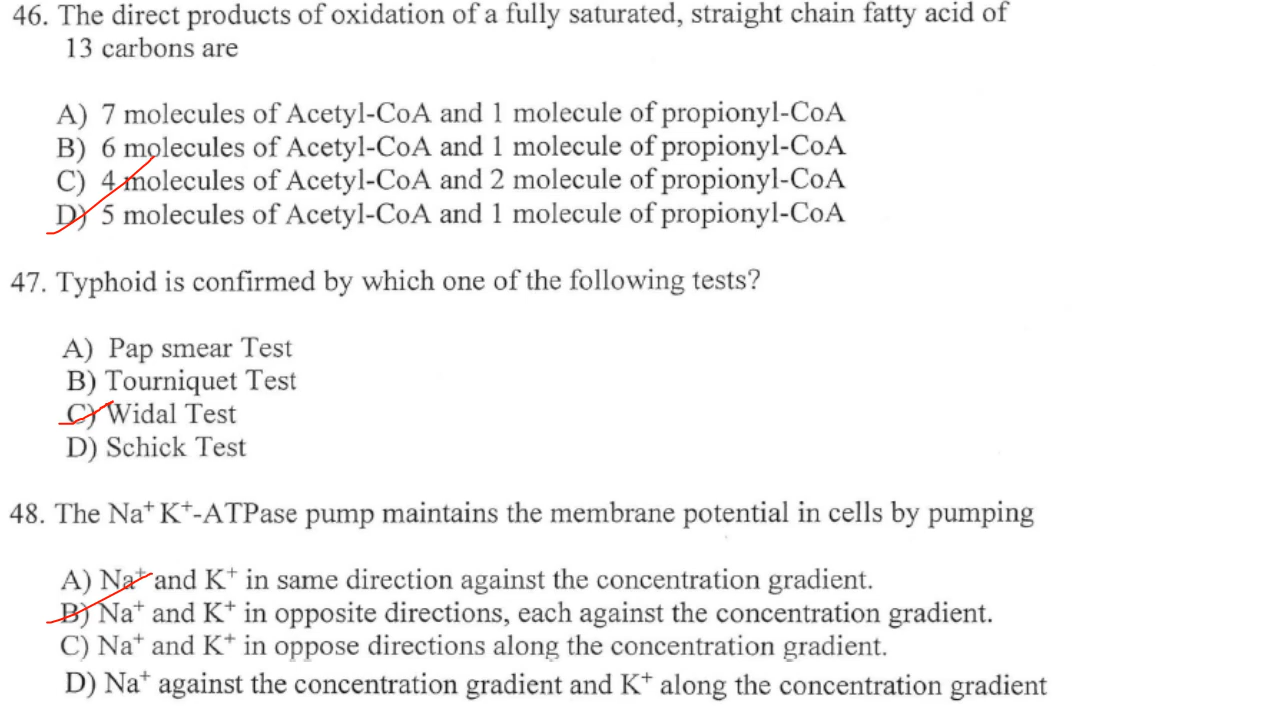 46. The direct products of oxidation of a fully saturated, straight chain fatty acid of
13 carbons are
A) 7 molecules of Acetyl-CoA and 1 molecule of propionyl-CoA
B) 6 molecules of Acetyl-CoA and 1 molecule of propionyl-CoA
C) 4 molecules of Acetyl-CoA and 2 molecule of propionyl-CoA
D) 5 molecules of Acetyl-CoA and 1 molecule of propionyl-CoA
47. Typhoid is confirmed by which one of the following tests?
A) Pap smear Test
B) Tourniquet Test
C) Widal Test
D) Schick Test
48. The Na⁺ K⁺-ATPase pump maintains the membrane potential in cells by pumping
A) Na⁺ and K⁺ in same direction against the concentration gradient.
B) Na⁺ and K⁺ in opposite directions, each against the concentration gradient.
C) Na⁺ and K⁺ in oppose directions along the concentration gradient.
D) Na⁺ against the concentration gradient and K⁺ along the concentration gradient